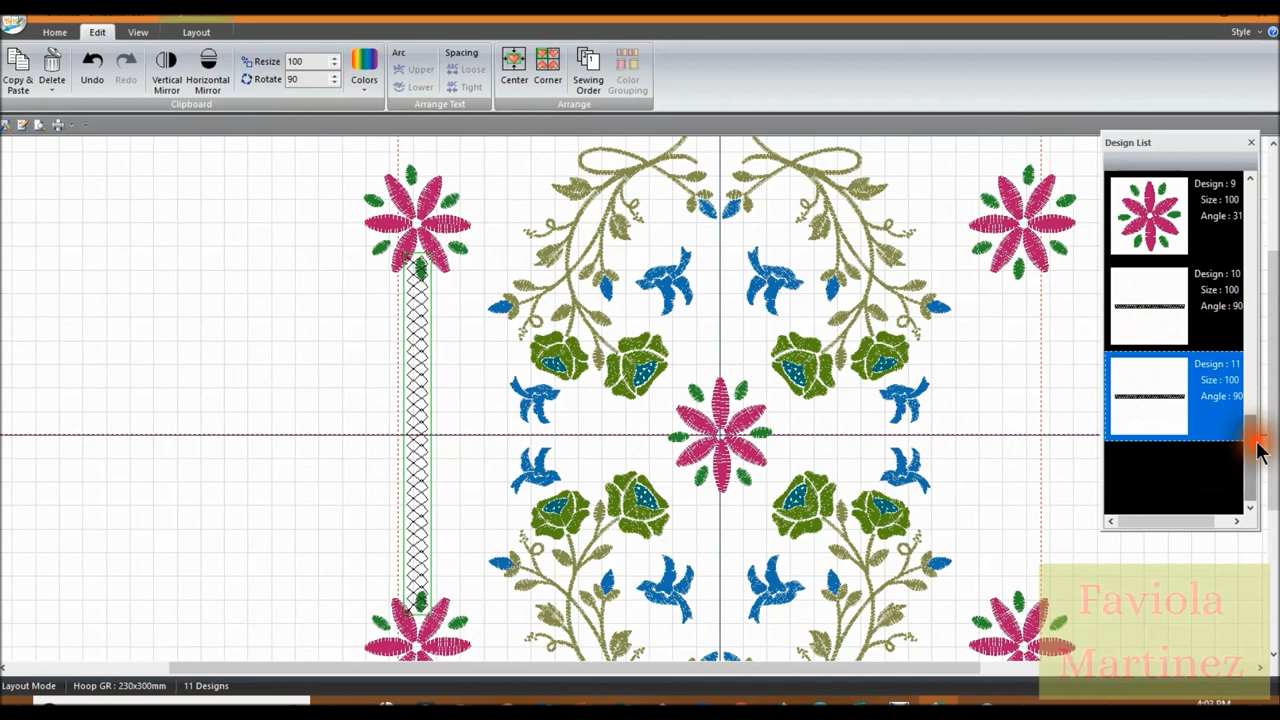 Style
Home Edit View Layout
Copy & Paste
Delete
Undo
Redo
Vertical Mirror
Horizontal Mirror
Resize 100
Rotate 90
Colors
Clipboard
Arc
Upper
Lower
Spacing
Loose
Tight
Arrange Text
Center
Corner
Sewing Order
Color Grouping
Arrange
Design List
Design : 9
Size : 100
Angle : 31
Design : 10
Size : 100
Angle : 90
Design : 11
Size : 100
Angle : 90
Faviola
Martinez
Layout Mode Hoop GR : 230x300mm 11 Designs